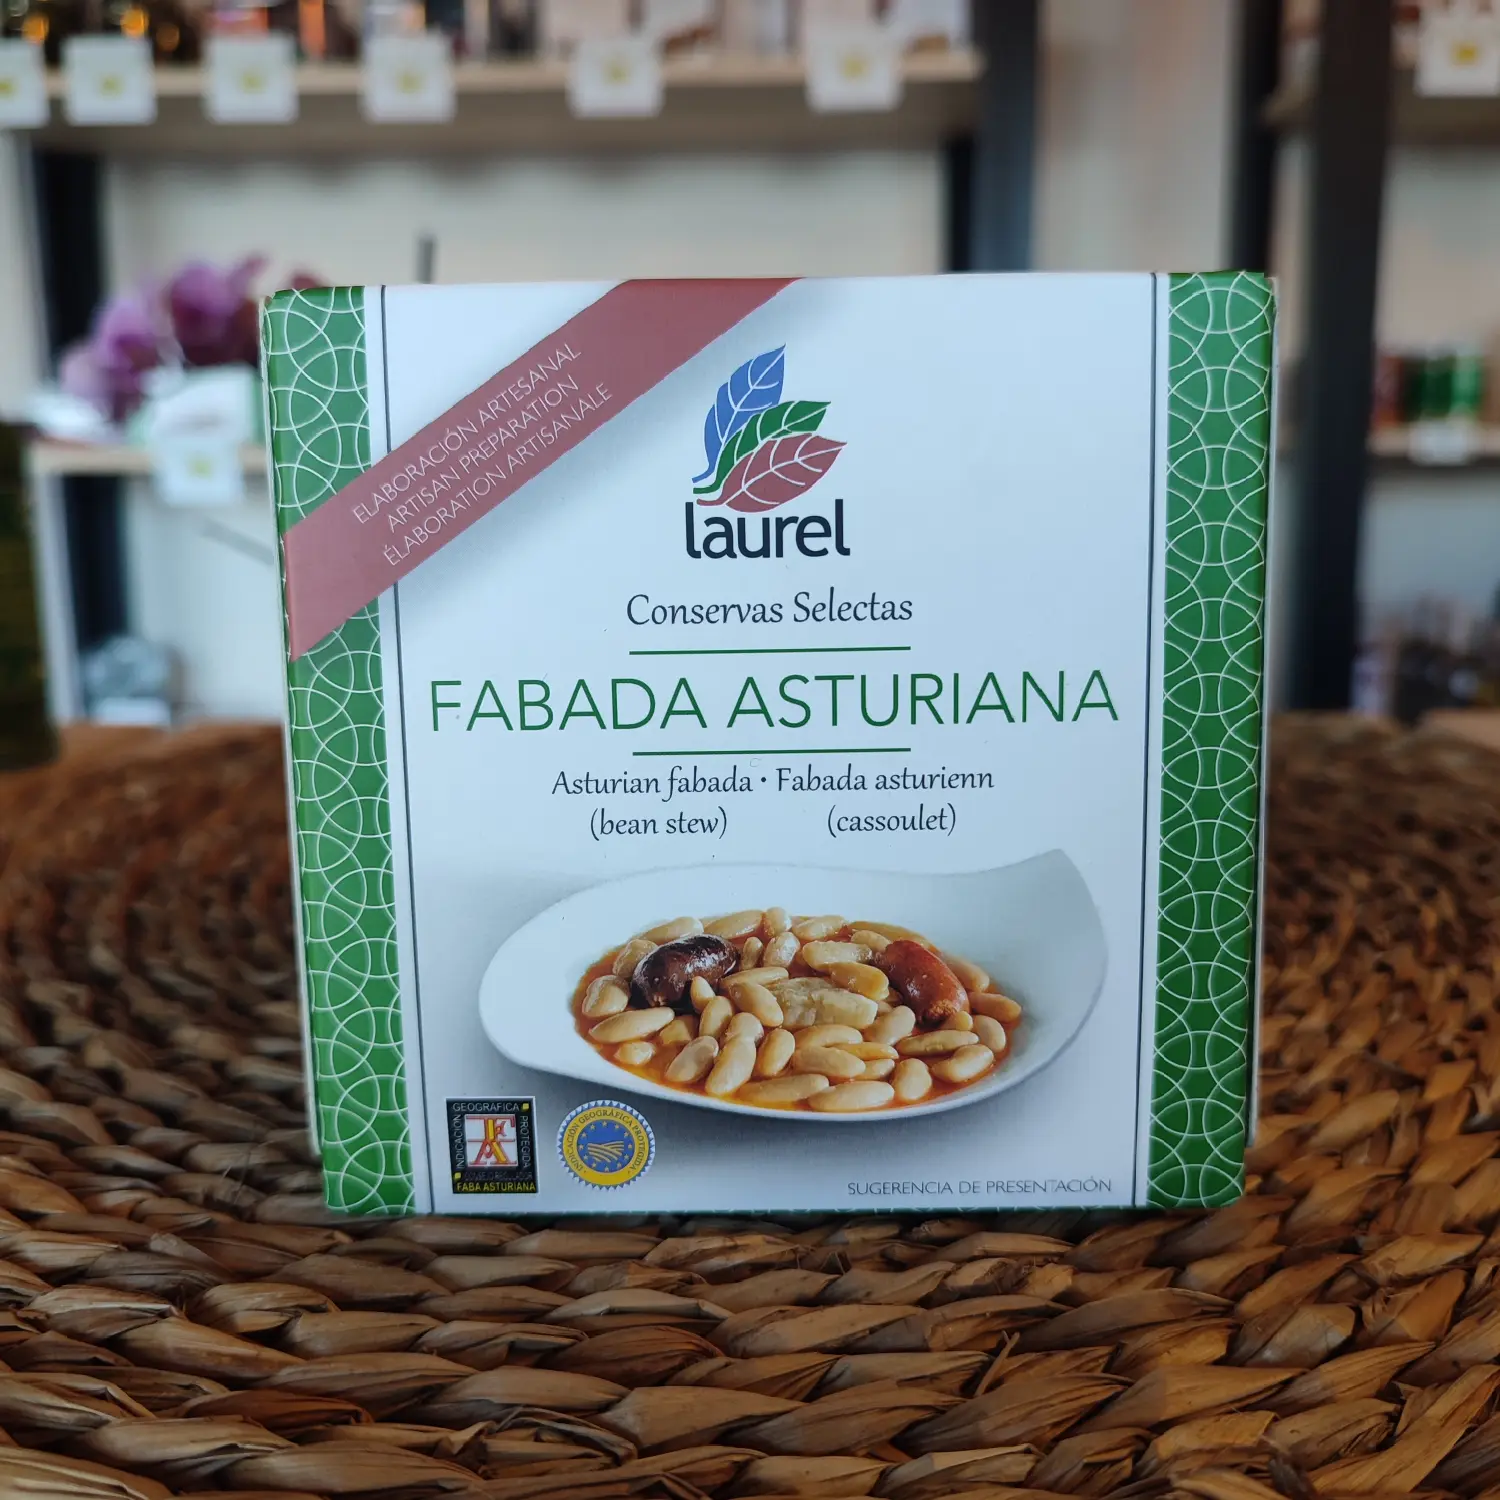 ELABORACIÓN ARTESANAL
ARTISAN PREPARATION
ÉLABORATION ARTISANALE
laurel
Conservas Selectas
FABADA ASTURIANA
Asturian fabada · Fabada asturienn
(bean stew) (cassoulet)
INDICACIÓN GEOGRÁFICA PROTEGIDA
FABA ASTURIANA
INDICACIÓN GEOGRÁFICA PROTEGIDA
SUGERENCIA DE PRESENTACIÓN